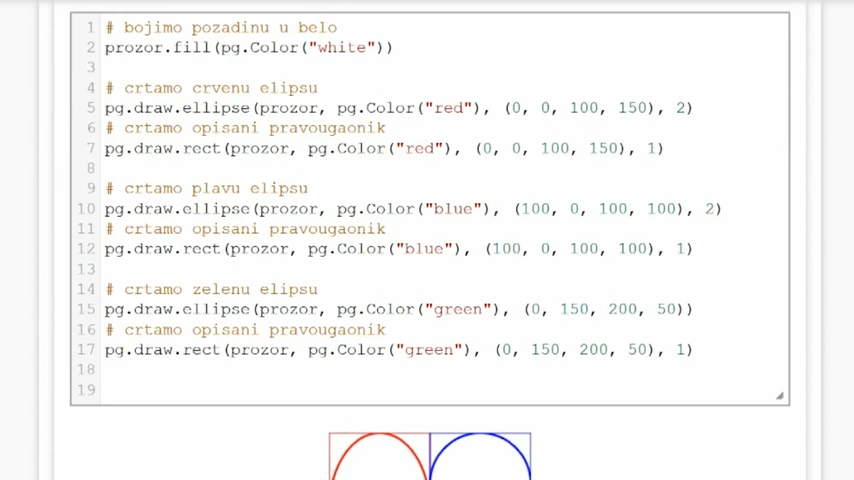 1 # bojimo pozadinu u belo
2 prozor.fill(pg.Color("white"))
3
4 # crtamo crvenu elipsu
5 pg.draw.ellipse(prozor, pg.Color("red"), (0, 0, 100, 150), 2)
6 # crtamo opisani pravougaonik
7 pg.draw.rect(prozor, pg.Color("red"), (0, 0, 100, 150), 1)
8
9 # crtamo plavu elipsu
10 pg.draw.ellipse(prozor, pg.Color("blue"), (100, 0, 100, 100), 2)
11 # crtamo opisani pravougaonik
12 pg.draw.rect(prozor, pg.Color("blue"), (100, 0, 100, 100), 1)
13
14 # crtamo zelenu elipsu
15 pg.draw.ellipse(prozor, pg.Color("green"), (0, 150, 200, 50))
16 # crtamo opisani pravougaonik
17 pg.draw.rect(prozor, pg.Color("green"), (0, 150, 200, 50), 1)
18
19